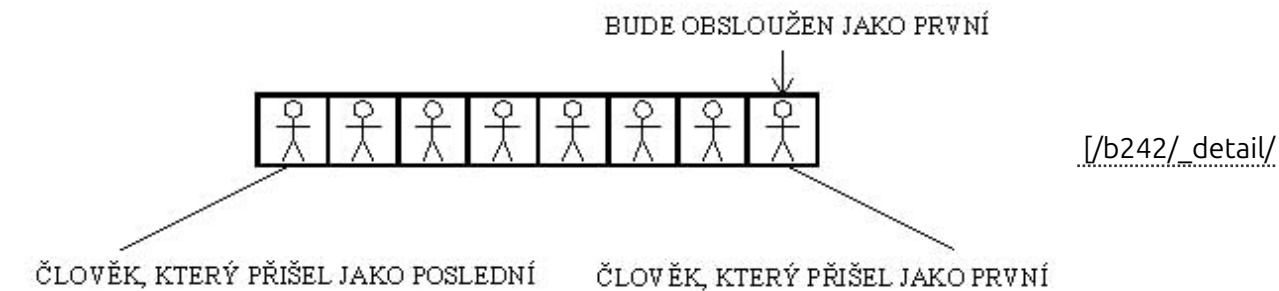 BUDE OBSLOUŽEN JAKO PRVNÍ
[/b242/_detail/
ČLOVĚK, KTERÝ PŘIŠEL JAKO POSLEDNÍ
ČLOVĚK, KTERÝ PŘIŠEL JAKO PRVNÍ